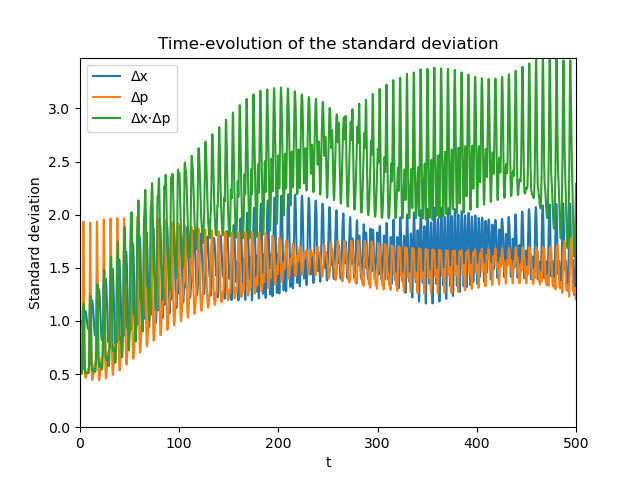 Time-evolution of the standard deviation
Δx
Δp
Δx·Δp
Standard deviation
3.0
2.5
2.0
1.5
1.0
0.5
0.0
0 100 200 300 400 500
t